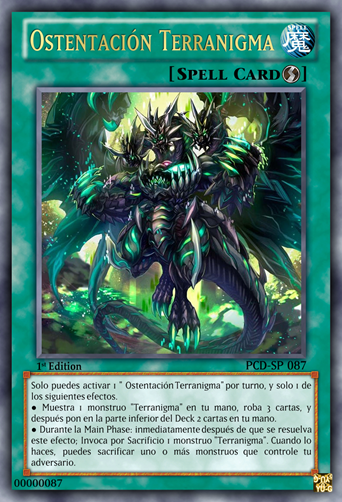 OSTENTACIÓN TERRANIGMA
SPELL
魔
[SPELL CARD]
1st Edition
PCD-SP 087
Solo puedes activar 1 " Ostentación Terranigma" por turno, y solo 1 de
los siguientes efectos.
● Muestra 1 monstruo "Terranigma" en tu mano, roba 3 cartas, y
después pon en la parte inferior del Deck 2 cartas en tu mano.
● Durante la Main Phase: inmediatamente después de que se resuelva
este efecto; Invoca por Sacrificio 1 monstruo "Terranigma". Cuando lo
haces, puedes sacrificar uno o más monstruos que controle tu
adversario.
00000087